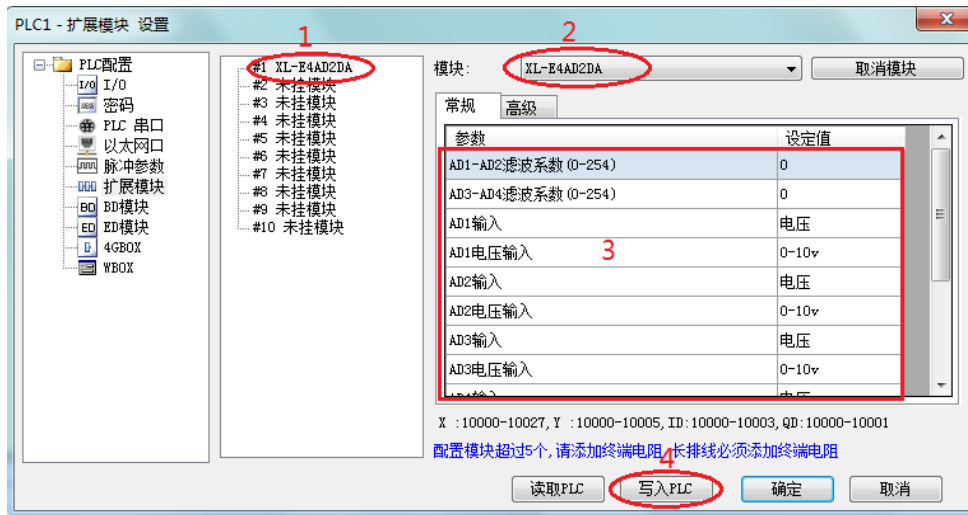 PLC1 - 扩展模块 设置
1
2
PLC配置
I/O
密码
PLC 串口
以太网口
脉冲参数
扩展模块
BD模块
ED模块
4GBOX
WBOX
#1 XL-E4AD2DA
#2 未挂模块
#3 未挂模块
#4 未挂模块
#5 未挂模块
#6 未挂模块
#7 未挂模块
#8 未挂模块
#9 未挂模块
#10 未挂模块
模块: XL-E4AD2DA 取消模块
常规 高级
参数 设定值
AD1-AD2滤波系数(0-254) 0
AD3-AD4滤波系数(0-254) 0
AD1输入 电压
AD1电压输入 0-10v
3
AD2输入 电压
AD2电压输入 0-10v
AD3输入 电压
AD3电压输入 0-10v
X :10000-10027,Y :10000-10005,ID:10000-10003,QD:10000-10001
配置模块超过5个,请添加终端电阻 长排线必须添加终端电阻
4
读取PLC 写入PLC 确定 取消